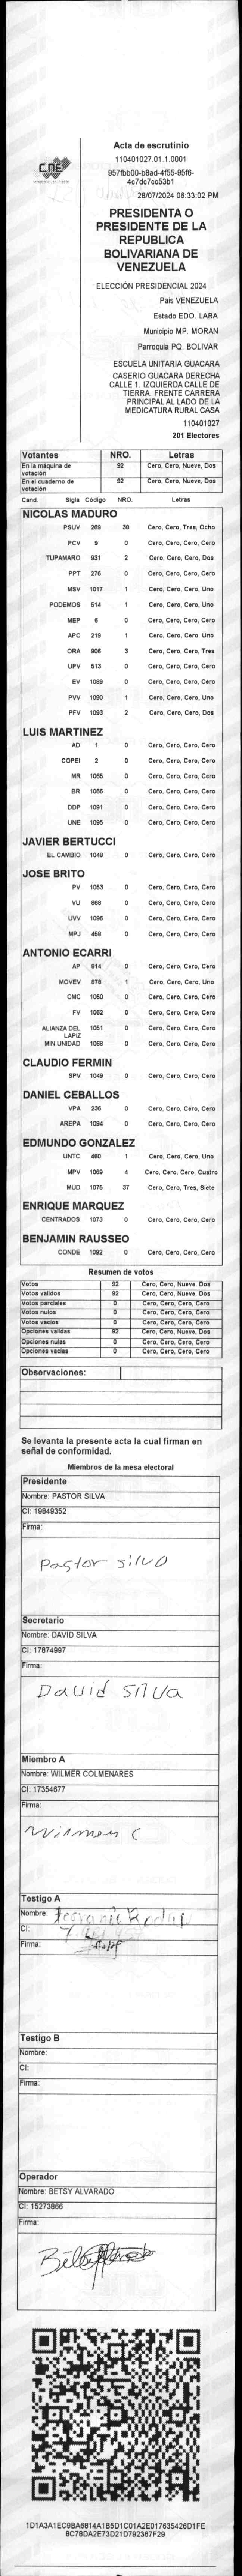 CNE
Acta de escrutinio
110401027.01.1.0001
957fbb00-b8ad-4f55-95f6-
4c7dc7cc53b1
28/07/2024 06:33:02 PM
PRESIDENTA O
PRESIDENTE DE LA
REPUBLICA
BOLIVARIANA DE
VENEZUELA
ELECCIÓN PRESIDENCIAL 2024
País VENEZUELA
Estado EDO. LARA
Municipio MP. MORAN
Parroquia PQ. BOLIVAR
ESCUELA UNITARIA GUACARA
CASERIO GUACARA DERECHA
CALLE 1. IZQUIERDA CALLE DE
TIERRA. FRENTE CARRERA
PRINCIPAL AL LADO DE LA
MEDICATURA RURAL CASA
110401027
201 Electores
Votantes NRO. Letras
En la máquina de votación 92 Cero, Cero, Nueve, Dos
En el cuaderno de votación 92 Cero, Cero, Nueve, Dos
Cand. Sigla Código NRO. Letras
NICOLAS MADURO
PSUV 269 38 Cero, Cero, Tres, Ocho
PCV 9 0 Cero, Cero, Cero, Cero
TUPAMARO 931 2 Cero, Cero, Cero, Dos
PPT 276 0 Cero, Cero, Cero, Cero
MSV 1017 1 Cero, Cero, Cero, Uno
PODEMOS 614 1 Cero, Cero, Cero, Uno
MEP 6 0 Cero, Cero, Cero, Cero
APC 219 1 Cero, Cero, Cero, Uno
ORA 906 3 Cero, Cero, Cero, Tres
UPV 613 0 Cero, Cero, Cero, Cero
EV 1089 0 Cero, Cero, Cero, Cero
PVV 1090 1 Cero, Cero, Cero, Uno
PFV 1093 2 Cero, Cero, Cero, Dos
LUIS MARTINEZ
AD 1 0 Cero, Cero, Cero, Cero
COPEI 2 0 Cero, Cero, Cero, Cero
MR 1065 0 Cero, Cero, Cero, Cero
BR 1066 0 Cero, Cero, Cero, Cero
DDP 1091 0 Cero, Cero, Cero, Cero
UNE 1095 0 Cero, Cero, Cero, Cero
JAVIER BERTUCCI
EL CAMBIO 1048 0 Cero, Cero, Cero, Cero
JOSE BRITO
PV 1053 0 Cero, Cero, Cero, Cero
VU 868 0 Cero, Cero, Cero, Cero
UVV 1096 0 Cero, Cero, Cero, Cero
MPJ 458 0 Cero, Cero, Cero, Cero
ANTONIO ECARRI
AP 814 0 Cero, Cero, Cero, Cero
MOVEV 878 1 Cero, Cero, Cero, Uno
CMC 1050 0 Cero, Cero, Cero, Cero
FV 1052 0 Cero, Cero, Cero, Cero
ALIANZA DEL LAPIZ 1051 0 Cero, Cero, Cero, Cero
MIN UNIDAD 1068 0 Cero, Cero, Cero, Cero
CLAUDIO FERMIN
SPV 1049 0 Cero, Cero, Cero, Cero
DANIEL CEBALLOS
VPA 236 0 Cero, Cero, Cero, Cero
AREPA 1094 0 Cero, Cero, Cero, Cero
EDMUNDO GONZALEZ
UNTC 460 1 Cero, Cero, Cero, Uno
MPV 1069 4 Cero, Cero, Cero, Cuatro
MUD 1075 37 Cero, Cero, Tres, Siete
ENRIQUE MARQUEZ
CENTRADOS 1073 0 Cero, Cero, Cero, Cero
BENJAMIN RAUSSEO
CONDE 1092 0 Cero, Cero, Cero, Cero
Resumen de votos
Votos 92 Cero, Cero, Nueve, Dos
Votos validos 92 Cero, Cero, Nueve, Dos
Votos parciales 0 Cero, Cero, Cero, Cero
Votos nulos 0 Cero, Cero, Cero, Cero
Votos vacios 0 Cero, Cero, Cero, Cero
Opciones validas 92 Cero, Cero, Nueve, Dos
Opciones nulas 0 Cero, Cero, Cero, Cero
Opciones vacias 0 Cero, Cero, Cero, Cero
Observaciones:
Se levanta la presente acta la cual firman en
señal de conformidad.
Miembros de la mesa electoral
Presidente
Nombre: PASTOR SILVA
CI: 19849352
Firma:
Pastor silva
Secretario
Nombre: DAVID SILVA
CI: 17874997
Firma:
David Silva
Miembro A
Nombre: WILMER COLMENARES
CI: 17354677
Firma:
Wilmer C
Testigo A
Nombre:
CI:
Firma:
Testigo B
Nombre:
CI:
Firma:
Operador
Nombre: BETSY ALVARADO
CI: 15273866
Firma:
1D1A3A1EC9BA6814A1B5D1C01A2E017635426D1FE
8C78DA2E73D21D792367F29